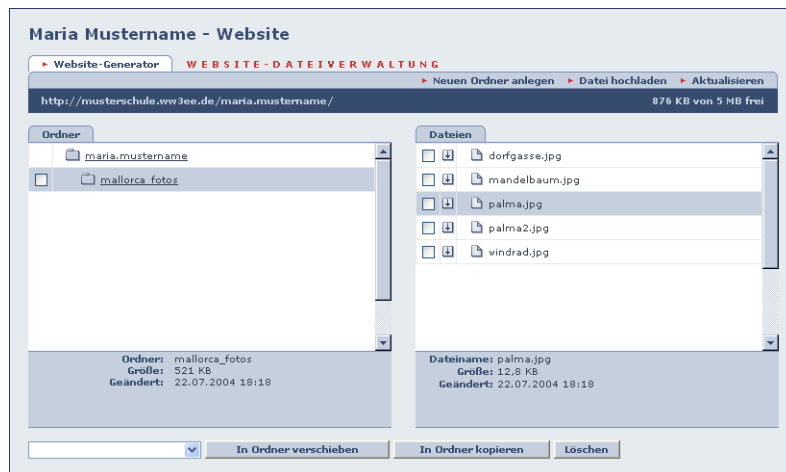 Maria Mustername - Website
Website-Generator WEBSITE-DATEIVERWALTUNG
Neuen Ordner anlegen Datei hochladen Aktualisieren
http://musterschule.ww3ee.de/maria.mustername/ 876 KB von 5 MB frei
Ordner
maria.mustername
mallorca_fotos
Ordner: mallorca_fotos
Größe: 521 KB
Geändert: 22.07.2004 18:18
Dateien
dorfgasse.jpg
mandelbaum.jpg
palma.jpg
palma2.jpg
windrad.jpg
Dateiname: palma.jpg
Größe: 12,8 KB
Geändert: 22.07.2004 18:18
In Ordner verschieben In Ordner kopieren Löschen